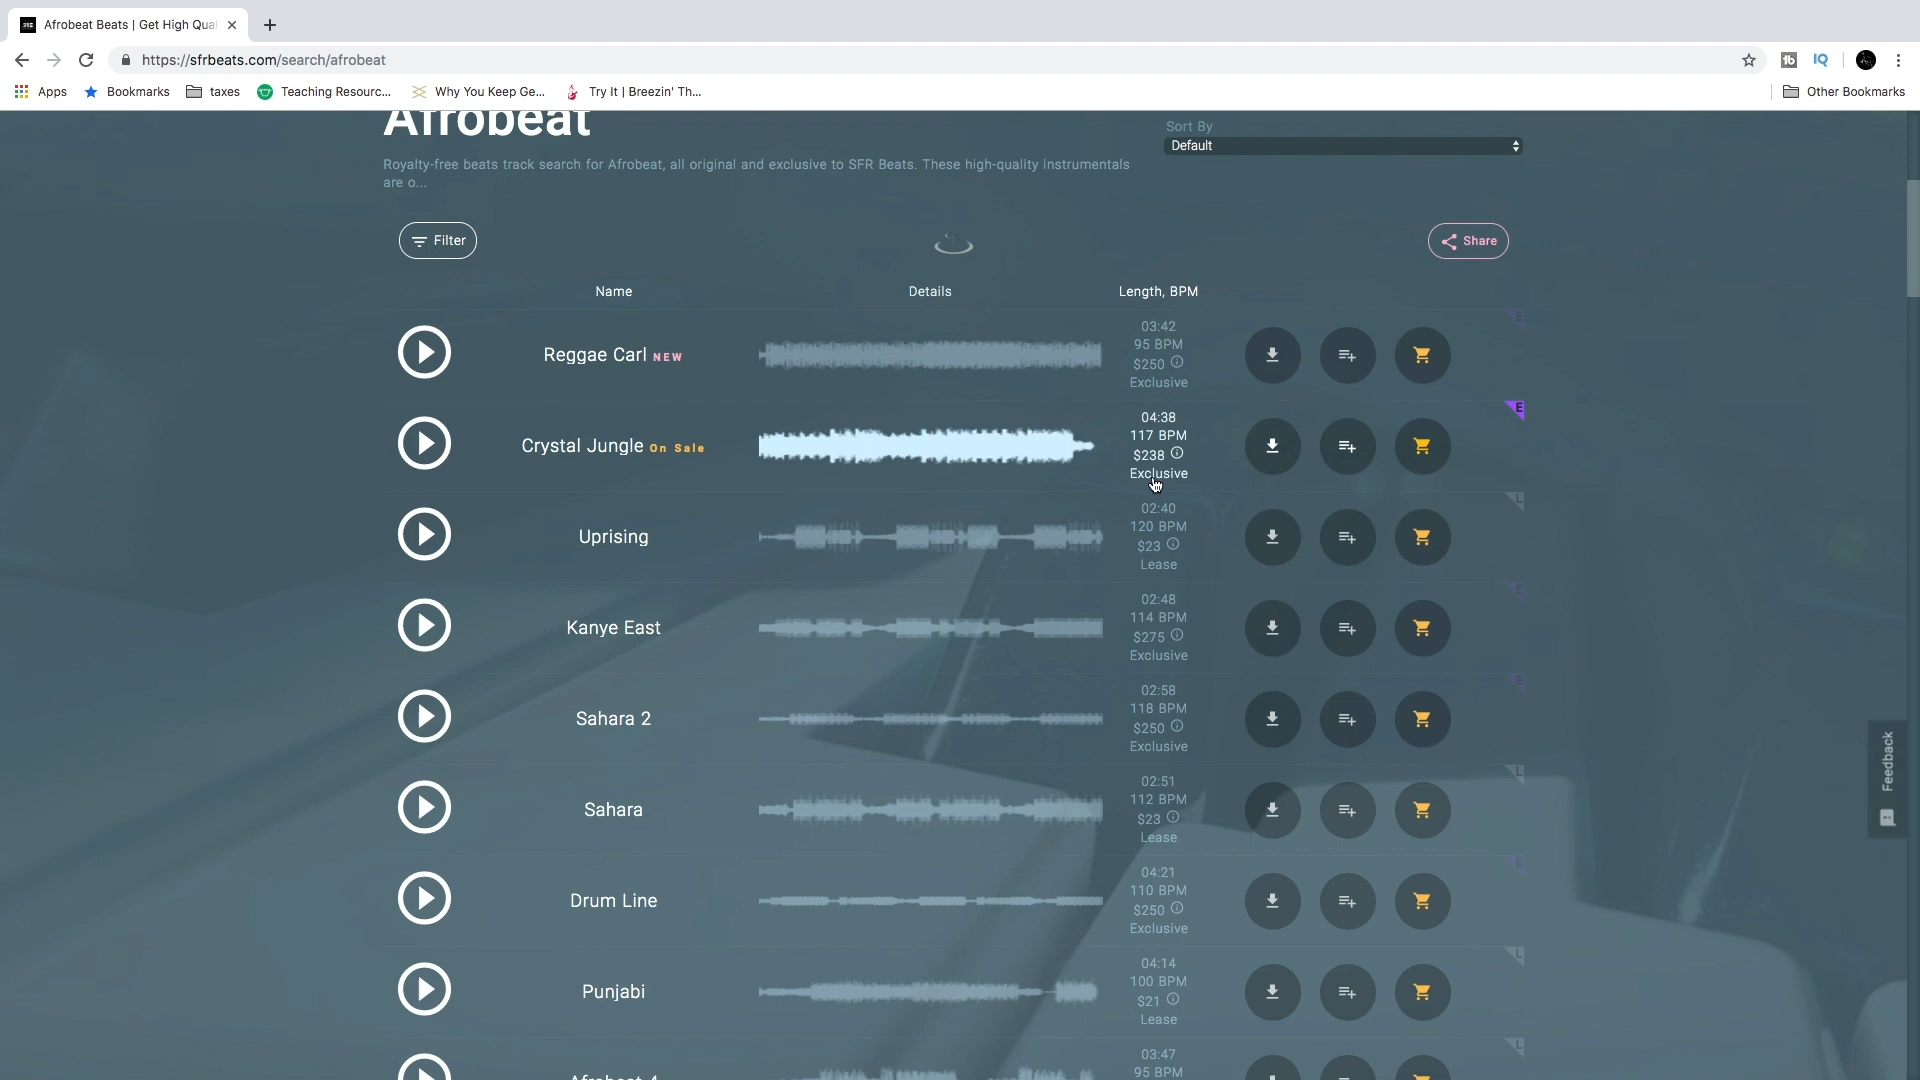 Afrobeat Beats | Get High Qua
https://sfrbeats.com/search/afrobeat
Apps
Bookmarks
taxes
Teaching Resourc...
Why You Keep Ge...
Try It | Breezin' Th...
Other Bookmarks
Afrobeat
Royalty-free beats track search for Afrobeat, all original and exclusive to SFR Beats. These high-quality instrumentals
are o...
Sort By
Default
Filter
Share
Name
Details
Length, BPM
Reggae Carl NEW
03:42
95 BPM
$250
Exclusive
E
Crystal Jungle On Sale
04:38
117 BPM
$238
Exclusive
E
Uprising
02:40
120 BPM
$23
Lease
L
Kanye East
02:48
114 BPM
$275
Exclusive
E
Sahara 2
02:58
118 BPM
$250
Exclusive
E
Sahara
02:51
112 BPM
$23
Lease
L
Drum Line
04:21
110 BPM
$250
Exclusive
E
Punjabi
04:14
100 BPM
$21
Lease
L
Afrobeat 4
03:47
95 BPM
L
Feedback